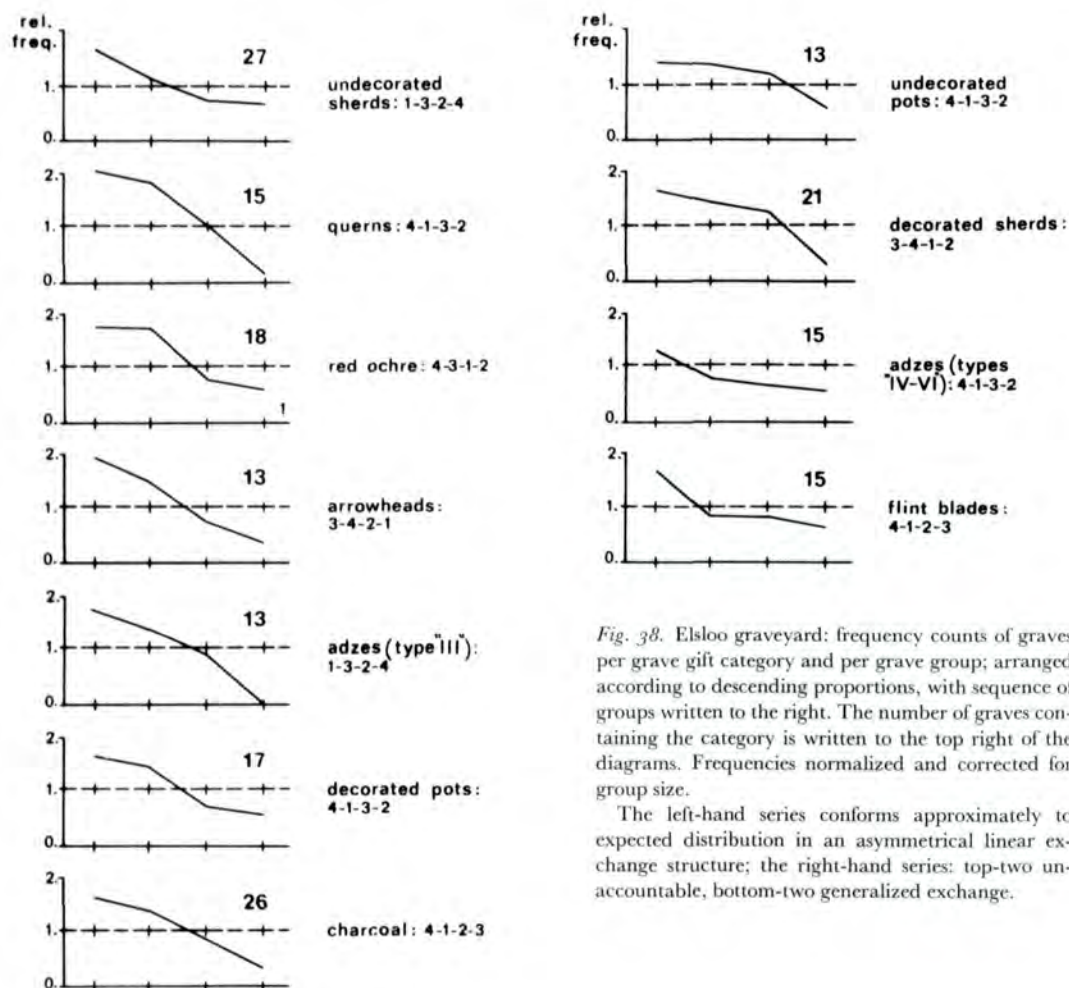 rel.
freq.
27
1.
0.
undecorated
sherds: 1-3-2-4
2.
15
1.
0.
querns: 4-1-3-2
2.
18
1.
0.
1
red ochre: 4-3-1-2
2.
13
1.
0.
arrowheads:
3-4-2-1
2.
13
1.
0.
adzes (type "III"):
1-3-2-4
2.
17
1.
0.
decorated pots:
4-1-3-2
2.
26
1.
0.
charcoal: 4-1-2-3
rel.
freq.
13
1.
0.
undecorated
pots: 4-1-3-2
2.
21
1.
0.
decorated sherds:
3-4-1-2
2.
15
1.
0.
adzes (types
"IV-VI): 4-1-3-2
2.
15
1.
0.
flint blades:
4-1-2-3
Fig. 38. Elsloo graveyard: frequency counts of graves
per grave gift category and per grave group; arranged
according to descending proportions, with sequence of
groups written to the right. The number of graves con-
taining the category is written to the top right of the
diagrams. Frequencies normalized and corrected for
group size.
The left-hand series conforms approximately to
expected distribution in an asymmetrical linear ex-
change structure; the right-hand series: top-two un-
accountable, bottom-two generalized exchange.